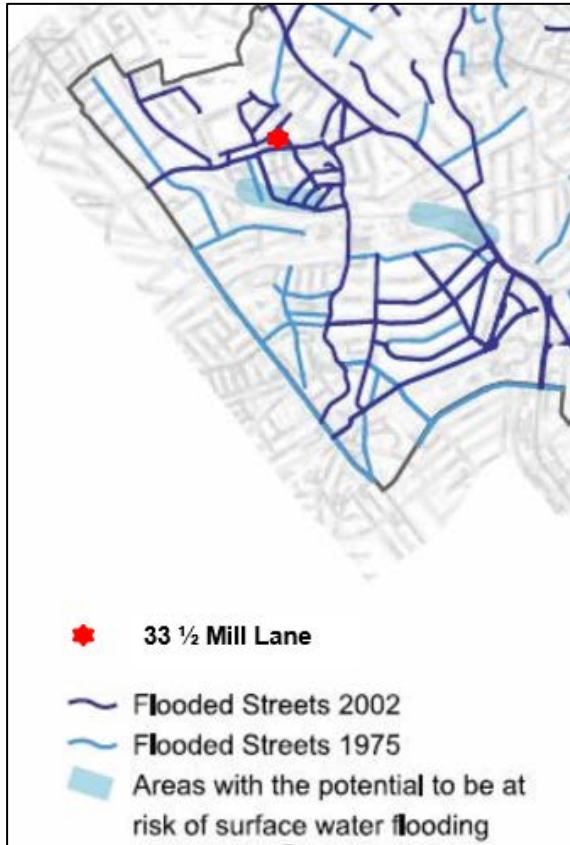 33 ½ Mill Lane
Flooded Streets 2002
Flooded Streets 1975
Areas with the potential to be at
risk of surface water flooding